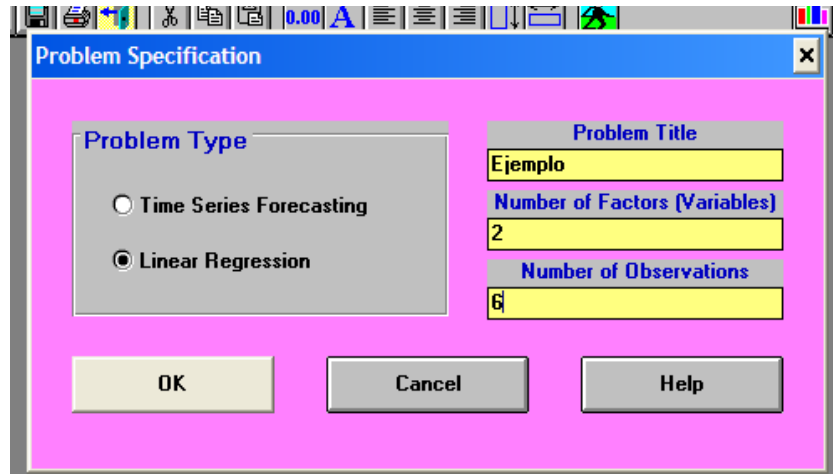 0.00 A
Problem Specification
Problem Type
Time Series Forecasting
Linear Regression
Problem Title
Ejemplo
Number of Factors (Variables)
2
Number of Observations
6
OK
Cancel
Help